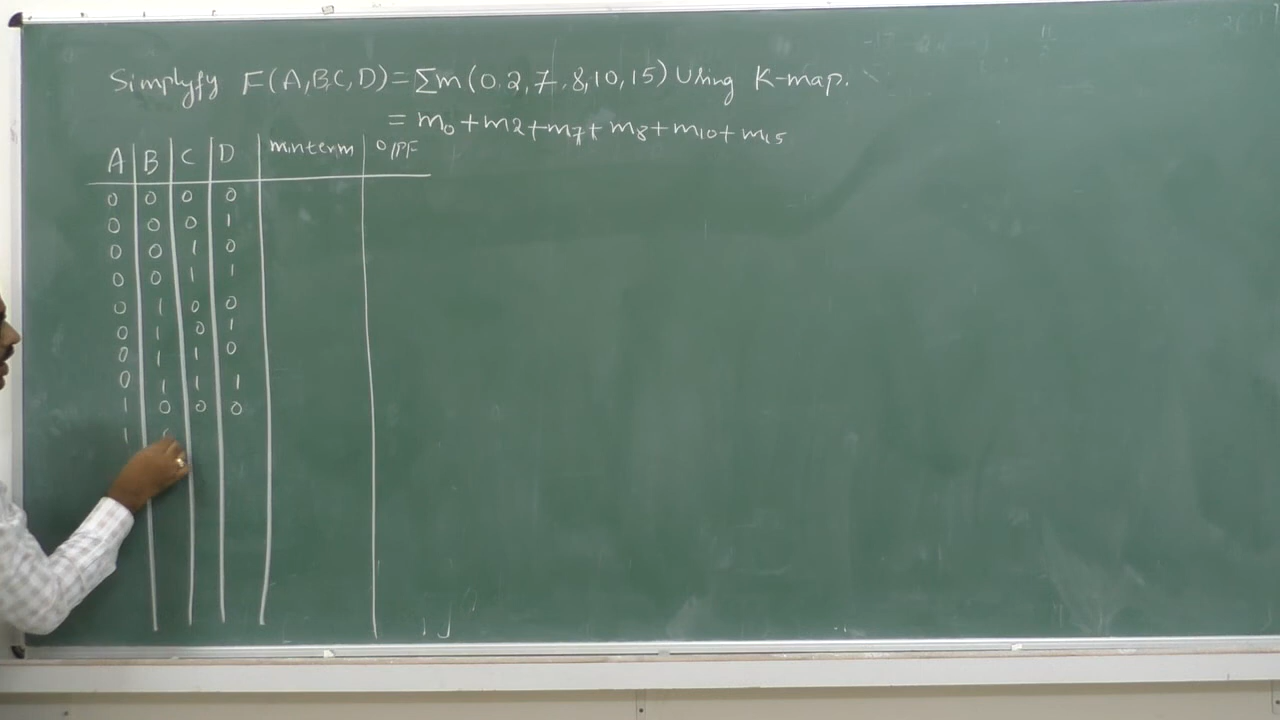 Simplyfy F(A,B,C,D) = Σm(0,2,7,8,10,15) Using K-map.
= m0+m2+m7+m8+m10+m15
A B C D minterm O/PF
0 0 0 0
0 0 0 1
0 0 1 0
0 0 1 1
0 1 0 0
0 1 0 1
0 1 1 0
0 1 1 1
1 0 0 0
1